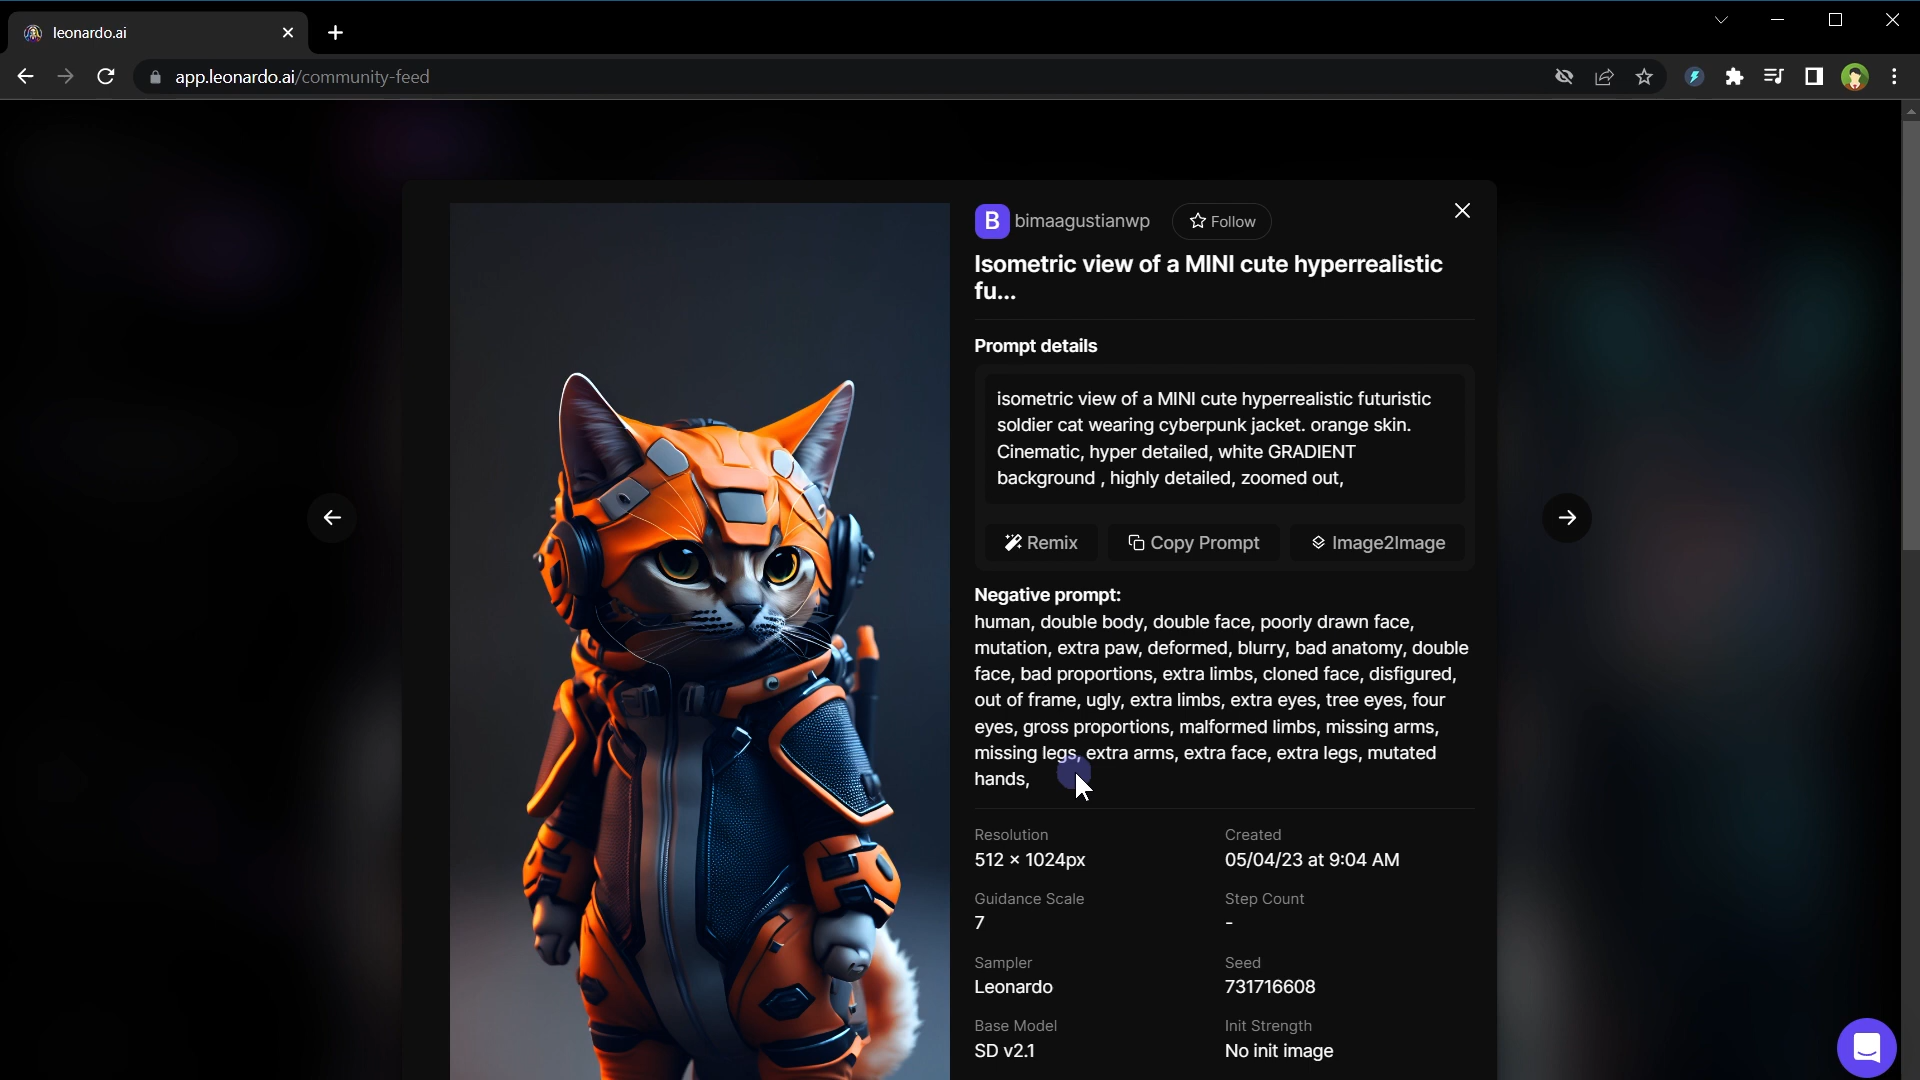 leonardo.ai
app.leonardo.ai/community-feed
B bimaagustianwp Follow
Isometric view of a MINI cute hyperrealistic
fu...
Prompt details
isometric view of a MINI cute hyperrealistic futuristic
soldier cat wearing cyberpunk jacket. orange skin.
Cinematic, hyper detailed, white GRADIENT
background , highly detailed, zoomed out,
Remix Copy Prompt Image2Image
Negative prompt:
human, double body, double face, poorly drawn face,
mutation, extra paw, deformed, blurry, bad anatomy, double
face, bad proportions, extra limbs, cloned face, disfigured,
out of frame, ugly, extra limbs, extra eyes, tree eyes, four
eyes, gross proportions, malformed limbs, missing arms,
missing legs, extra arms, extra face, extra legs, mutated
hands,
Resolution Created
512 × 1024px 05/04/23 at 9:04 AM
Guidance Scale Step Count
7 -
Sampler Seed
Leonardo 731716608
Base Model Init Strength
SD v2.1 No init image